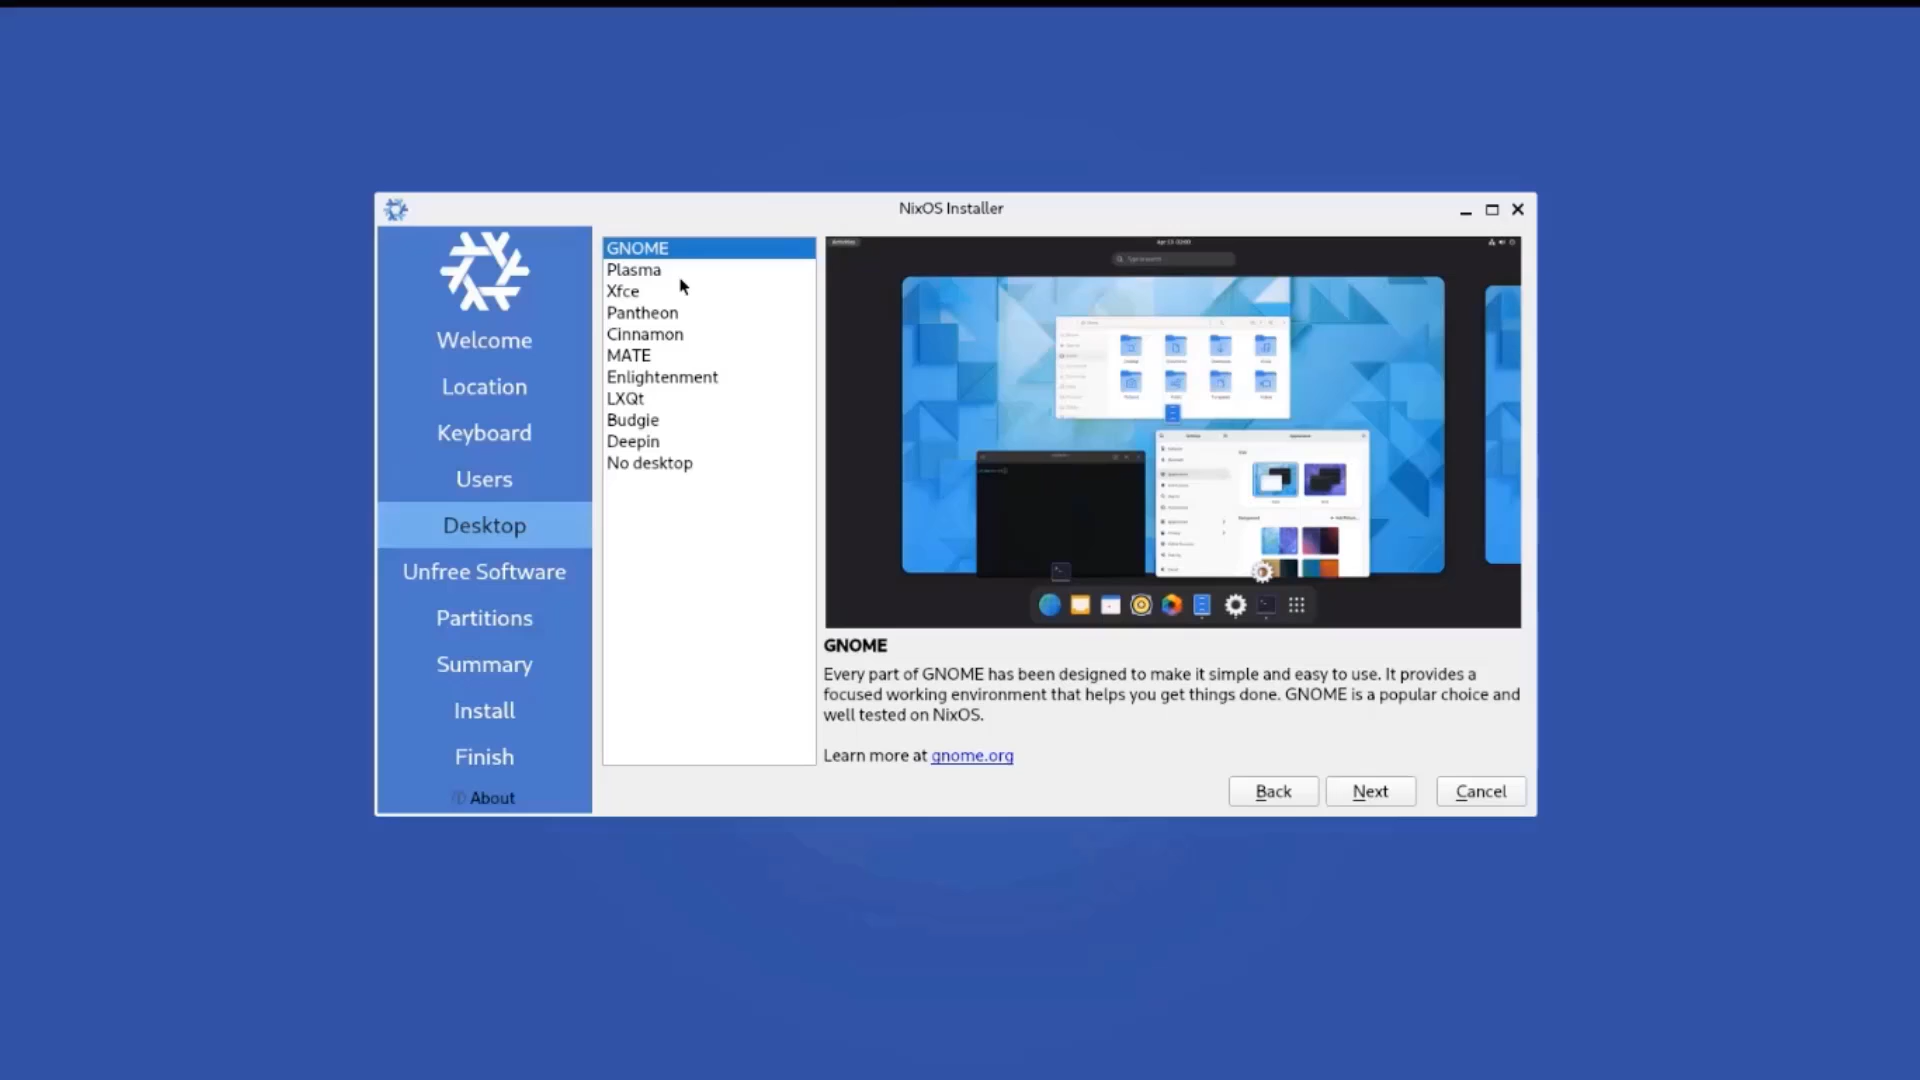 NixOS Installer
Welcome
Location
Keyboard
Users
Desktop
Unfree Software
Partitions
Summary
Install
Finish
About
GNOME
Plasma
Xfce
Pantheon
Cinnamon
MATE
Enlightenment
LXQt
Budgie
Deepin
No desktop
GNOME
Every part of GNOME has been designed to make it simple and easy to use. It provides a
focused working environment that helps you get things done. GNOME is a popular choice and
well tested on NixOS.
Learn more at gnome.org
Back
Next
Cancel